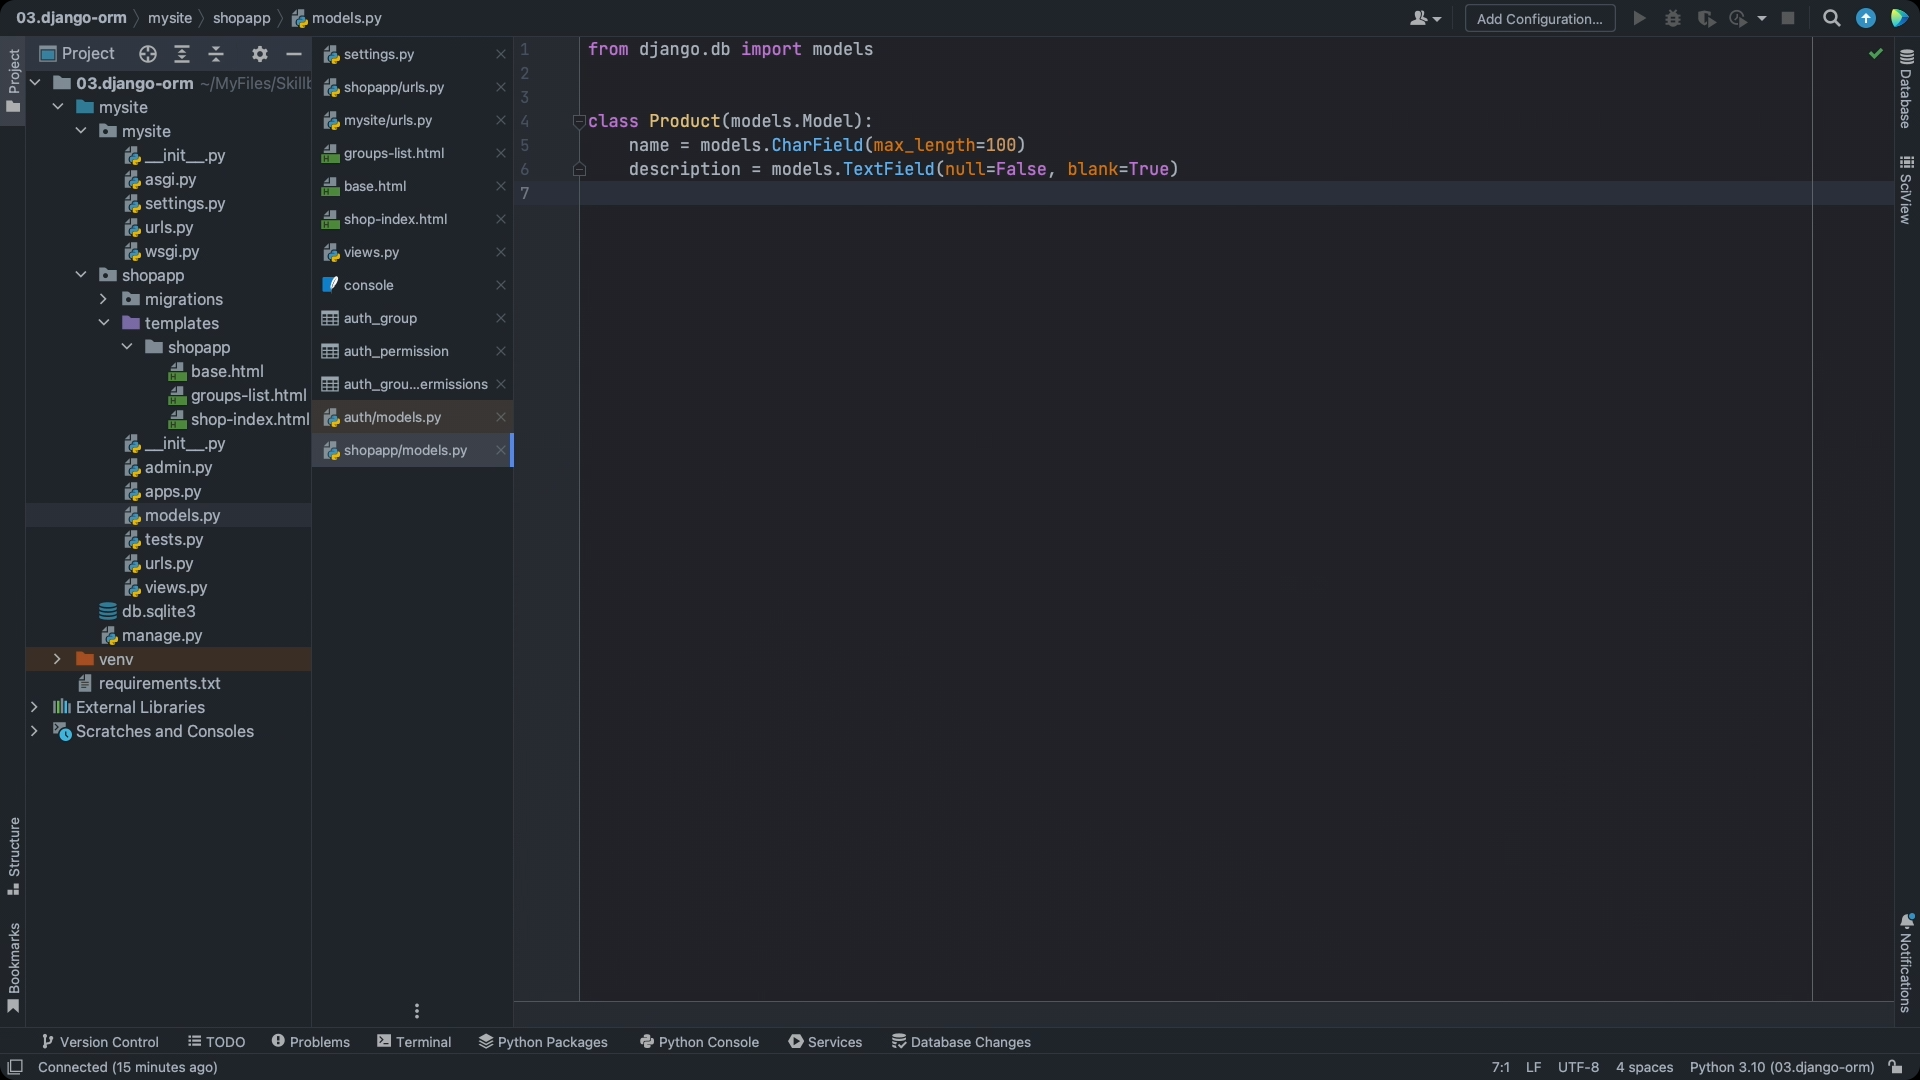 03.django-orm mysite shopapp models.py
Add Configuration...
Project
Project
03.django-orm ~/MyFiles/Skillb
mysite
mysite
__init__.py
asgi.py
settings.py
urls.py
wsgi.py
shopapp
migrations
templates
shopapp
base.html
groups-list.html
shop-index.html
__init__.py
admin.py
apps.py
models.py
tests.py
urls.py
views.py
db.sqlite3
manage.py
venv
requirements.txt
External Libraries
Scratches and Consoles
Structure
Bookmarks
settings.py
shopapp/urls.py
mysite/urls.py
groups-list.html
base.html
shop-index.html
views.py
console
auth_group
auth_permission
auth_grou...ermissions
auth/models.py
shopapp/models.py
1 from django.db import models
2
3
4 class Product(models.Model):
5 name = models.CharField(max_length=100)
6 description = models.TextField(null=False, blank=True)
7
Database
SciView
Notifications
Version Control TODO Problems Terminal Python Packages Python Console Services Database Changes
Connected (15 minutes ago) 7:1 LF UTF-8 4 spaces Python 3.10 (03.django-orm)